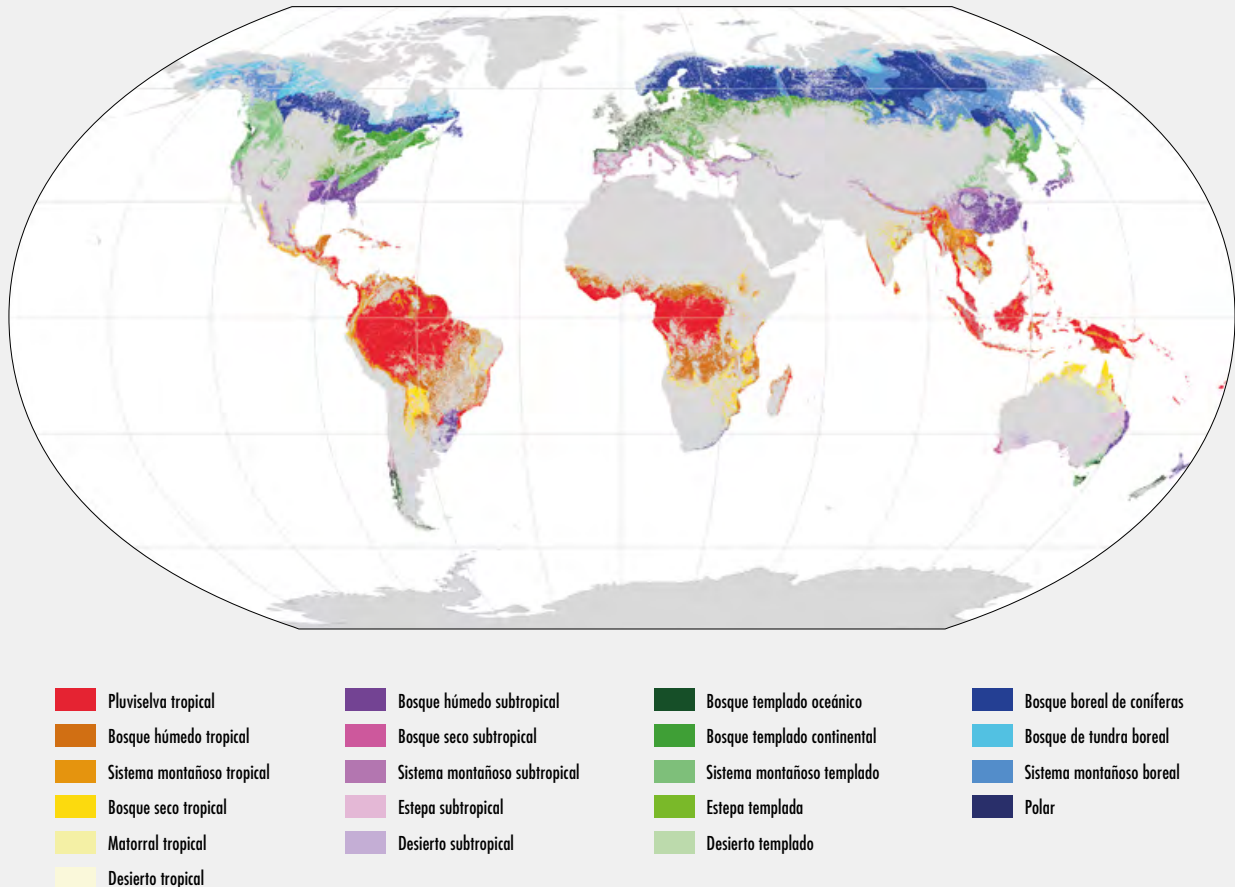 Pluviselva tropical
Bosque húmedo tropical
Sistema montañoso tropical
Bosque seco tropical
Matorral tropical
Desierto tropical
Bosque húmedo subtropical
Bosque seco subtropical
Sistema montañoso subtropical
Estepa subtropical
Desierto subtropical
Bosque templado oceánico
Bosque templado continental
Sistema montañoso templado
Estepa templada
Desierto templado
Bosque boreal de coníferas
Bosque de tundra boreal
Sistema montañoso boreal
Polar